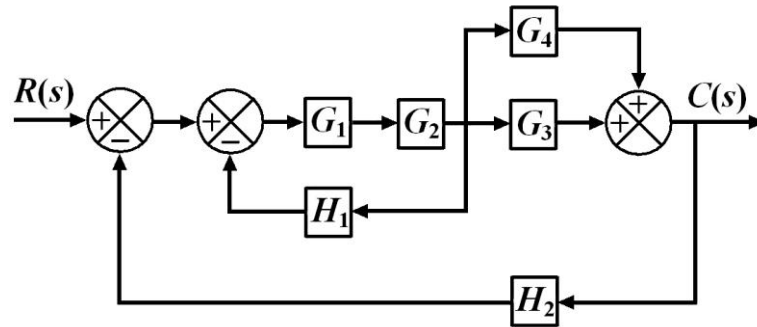 G₄
R(s)
C(s)
+
−
+
−
G₁
G₂
G₃
+
+
H₁
H₂